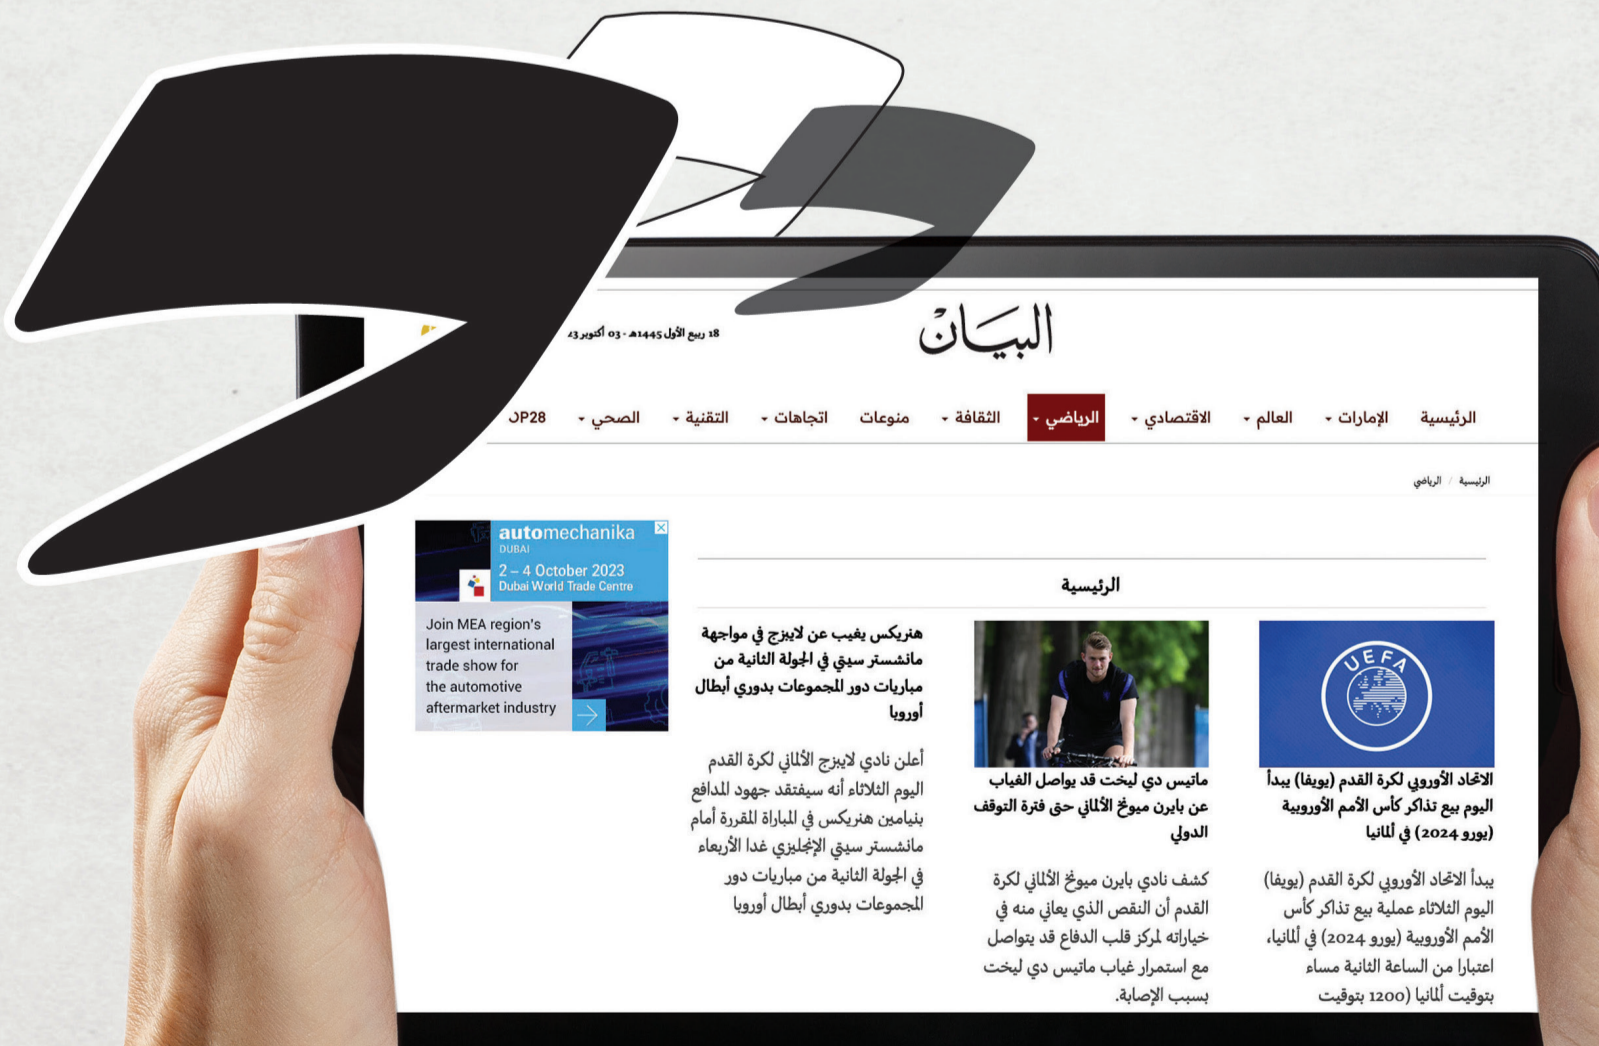 البيان
18 ربيع الأول 1445هـ - 03 أكتوبر
الرئيسية الإمارات العالم الاقتصادي الرياضي الثقافة منوعات اتجاهات التقنية الصحي
الرئيسية / الرياضي
الرئيسية
الاتحاد الأوروبي لكرة القدم (يويفا) يبدأ
اليوم بيع تذاكر كأس الأمم الأوروبية
(يورو 2024) في ألمانيا
يبدأ الاتحاد الأوروبي لكرة القدم (يويفا)
اليوم الثلاثاء عملية بيع تذاكر كأس
الأمم الأوروبية (يورو 2024) في ألمانيا،
اعتبارا من الساعة الثانية مساء
بتوقيت ألمانيا (1200 بتوقيت
UEFA
ماتيس دي ليخت قد يواصل الغياب
عن بايرن ميونخ الألماني حتى فترة التوقف
الدولي
كشف نادي بايرن ميونخ الألماني لكرة
القدم أن النقص الذي يعاني منه في
خياراته لمركز قلب الدفاع قد يتواصل
مع استمرار غياب ماتيس دي ليخت
بسبب الإصابة.
هنريكس يغيب عن لايبزج في مواجهة
مانشستر سيتي في الجولة الثانية من
مباريات دور المجموعات بدوري أبطال
أوروبا
أعلن نادي لايبزج الألماني لكرة القدم
اليوم الثلاثاء أنه سيفتقد جهود المدافع
بنيامين هنريكس في المباراة المقررة أمام
مانشستر سيتي الإنجليزي غدا الأربعاء
في الجولة الثانية من مباريات دور
المجموعات بدوري أبطال أوروبا
automechanika
DUBAI
2 – 4 October 2023
Dubai World Trade Centre
Join MEA region's
largest international
trade show for
the automotive
aftermarket industry